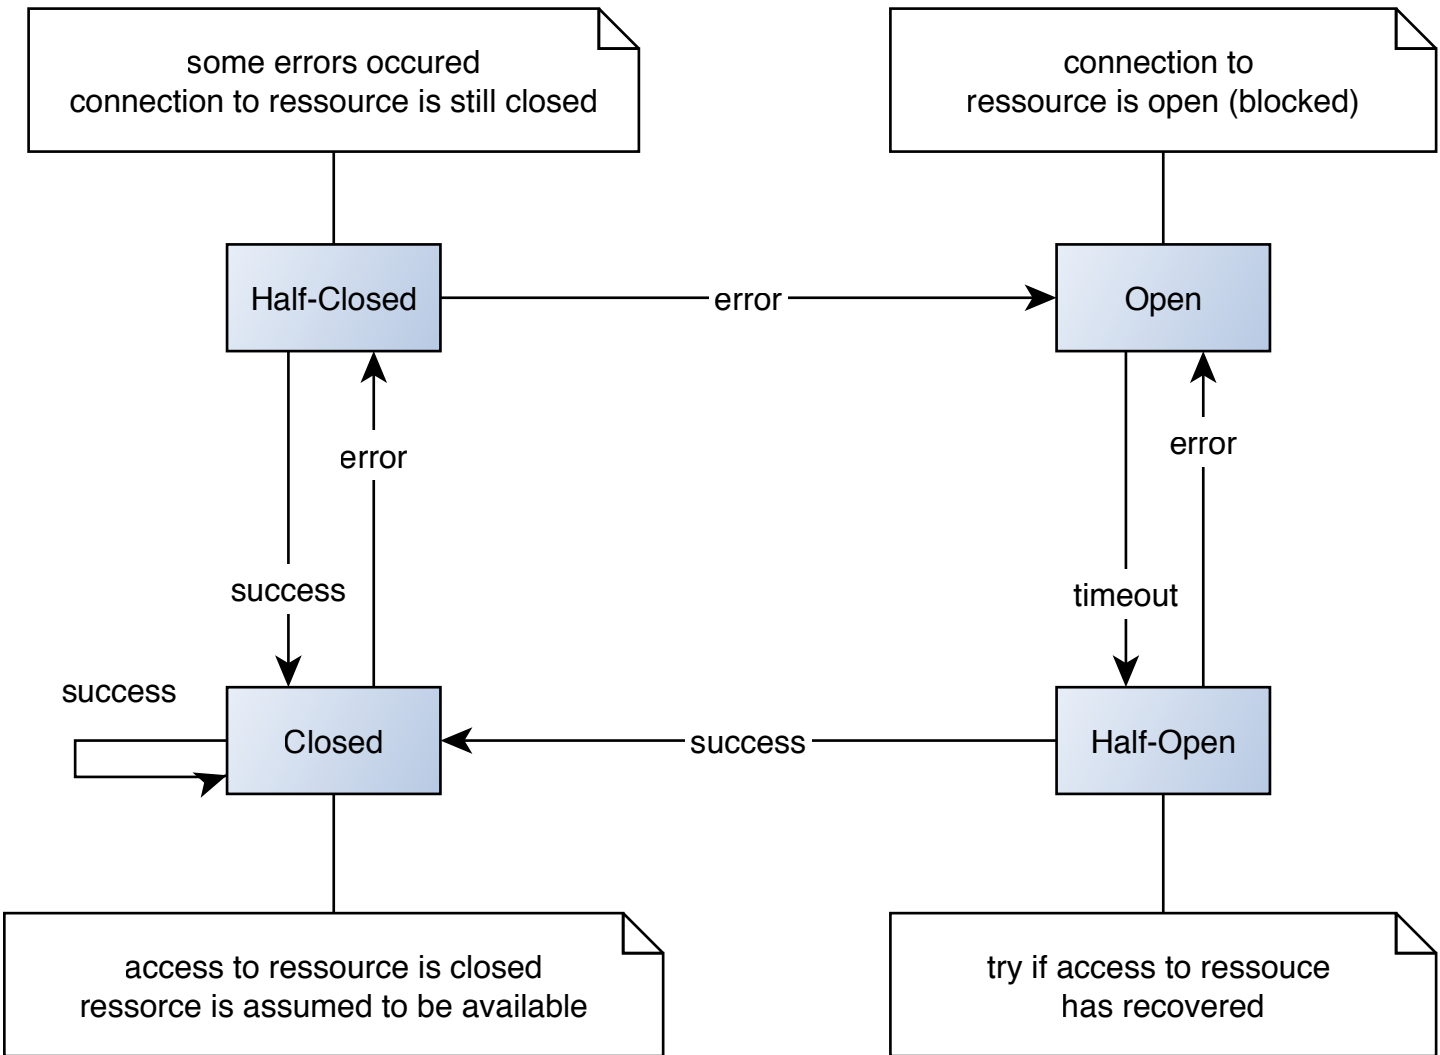 some errors occured
connection to ressource is still closed
connection to
ressource is open (blocked)
Half-Closed
error
Open
error
error
success
timeout
success
Closed
success
Half-Open
access to ressource is closed
ressorce is assumed to be available
try if access to ressouce
has recovered